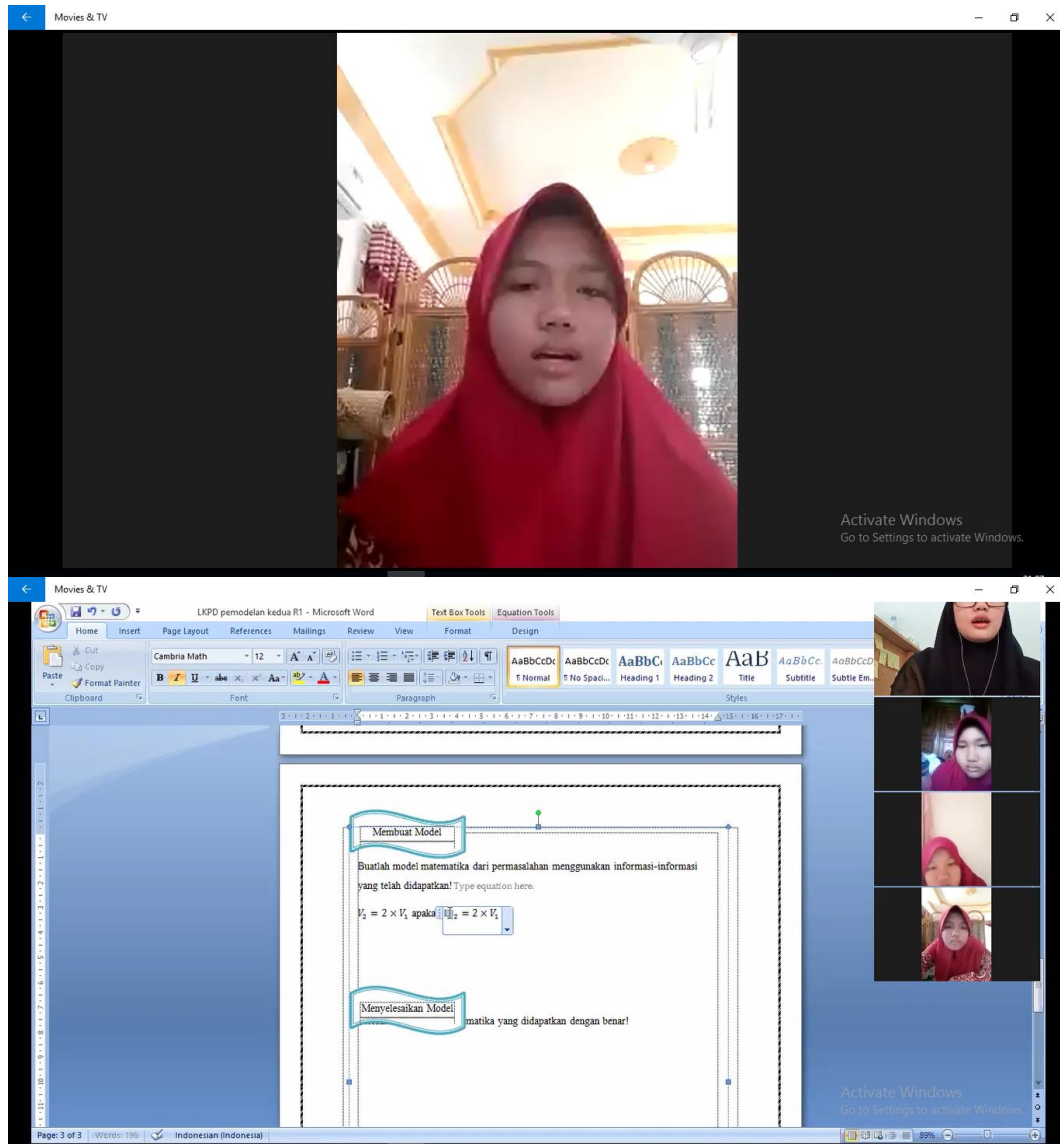 Movies & TV
Activate Windows
Go to Settings to activate Windows.
Movies & TV
LKPD pemodelan kedua R1 - Microsoft Word
Text Box Tools
Equation Tools
Home Insert Page Layout References Mailings Review View Format Design
Paste
Cut
Copy
Format Painter
Clipboard
Cambria Math 12
Font
Paragraph
AaBbCcDc AaBbCcDc AaBbC AaBbCc AaB AaBbCc. AaBbCcD
¶ Normal ¶ No Spaci... Heading 1 Heading 2 Title Subtitle Subtle Em...
Styles
Membuat Model
Buatlah model matematika dari permasalahan menggunakan informasi-informasi
yang telah didapatkan! Type equation here.
V₂ = 2 × V₁ apaka ₂ = 2 × V₁
Menyelesaikan Model
matika yang didapatkan dengan benar!
Activate Windows
Go to Settings to activate Windows.
Page: 3 of 3 Words: 196 Indonesian (Indonesia) 89%